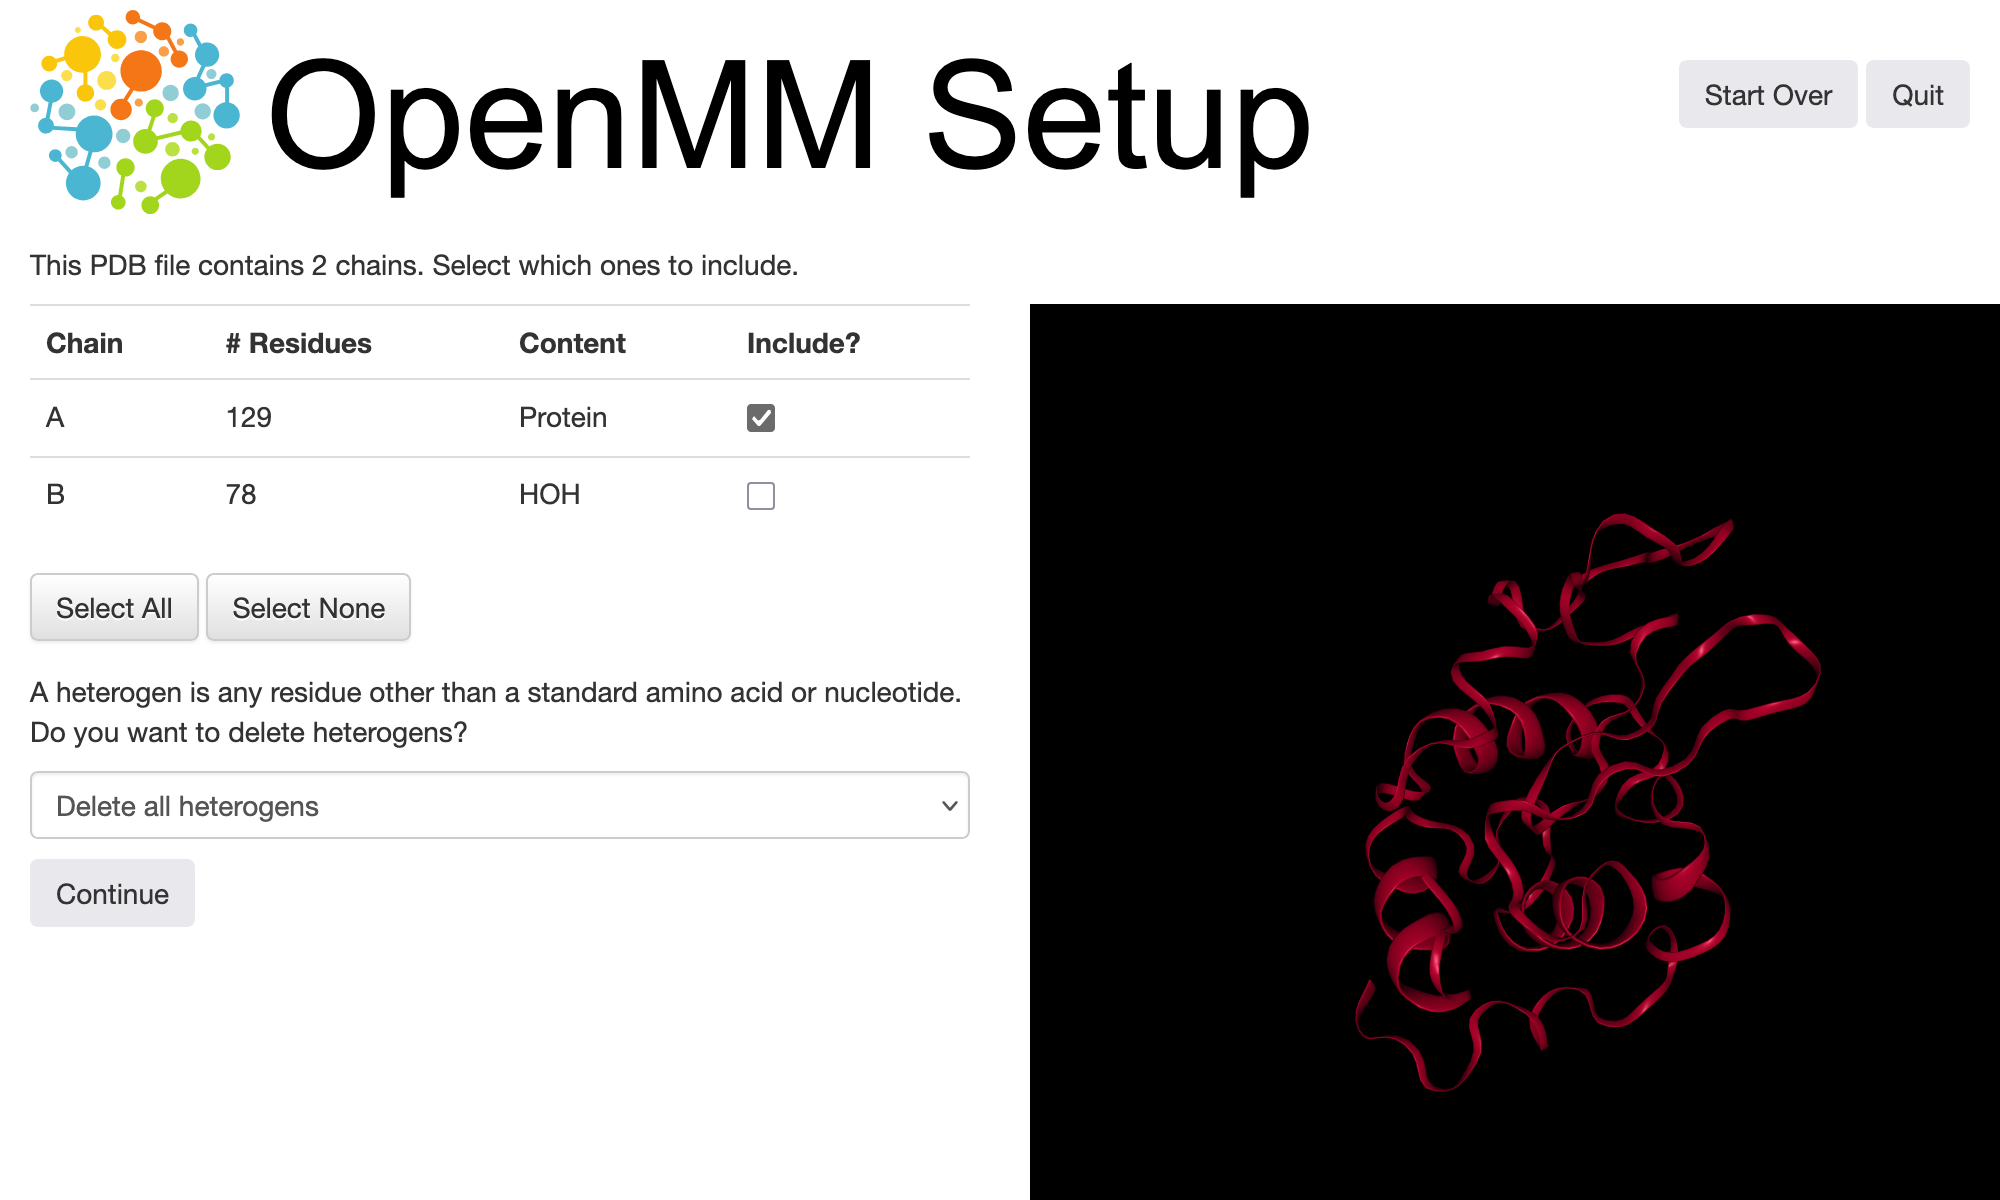 OpenMM Setup
Start Over Quit
This PDB file contains 2 chains. Select which ones to include.
Chain # Residues Content Include?
A 129 Protein
B 78 HOH
Select All Select None
A heterogen is any residue other than a standard amino acid or nucleotide.
Do you want to delete heterogens?
Delete all heterogens
Continue